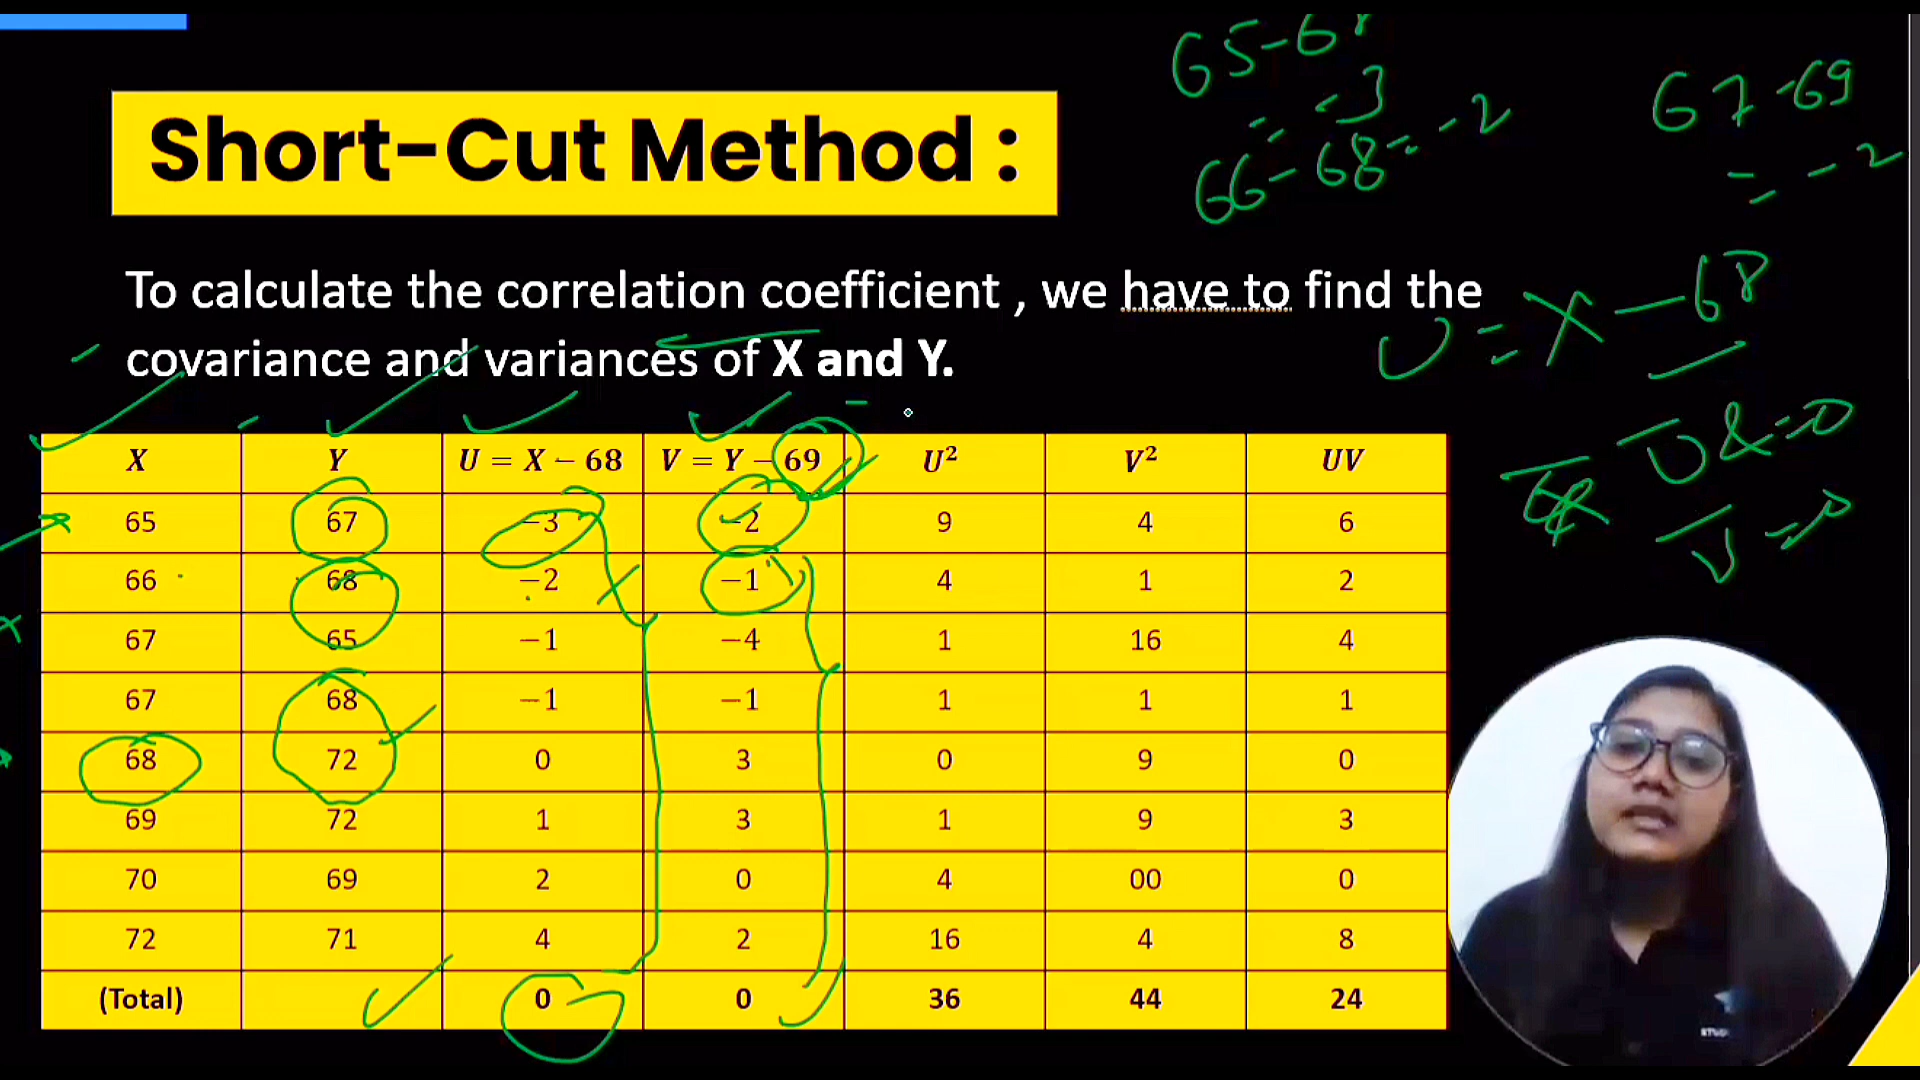 65-68
= -3
67-69
66-68=-2
= -2
Short-Cut Method :
To calculate the correlation coefficient , we have to find the
U = X - 68
covariance and variances of X and Y.
Ū & = 0
V̄ = 0
X Y U = X − 68 V = Y − 69 U² V² UV
65 67 −3 −2 9 4 6
66 68 −2 −1 4 1 2
67 65 −1 −4 1 16 4
67 68 −1 −1 1 1 1
68 72 0 3 0 9 0
69 72 1 3 1 9 3
70 69 2 0 4 00 0
72 71 4 2 16 4 8
(Total) 0 0 36 44 24